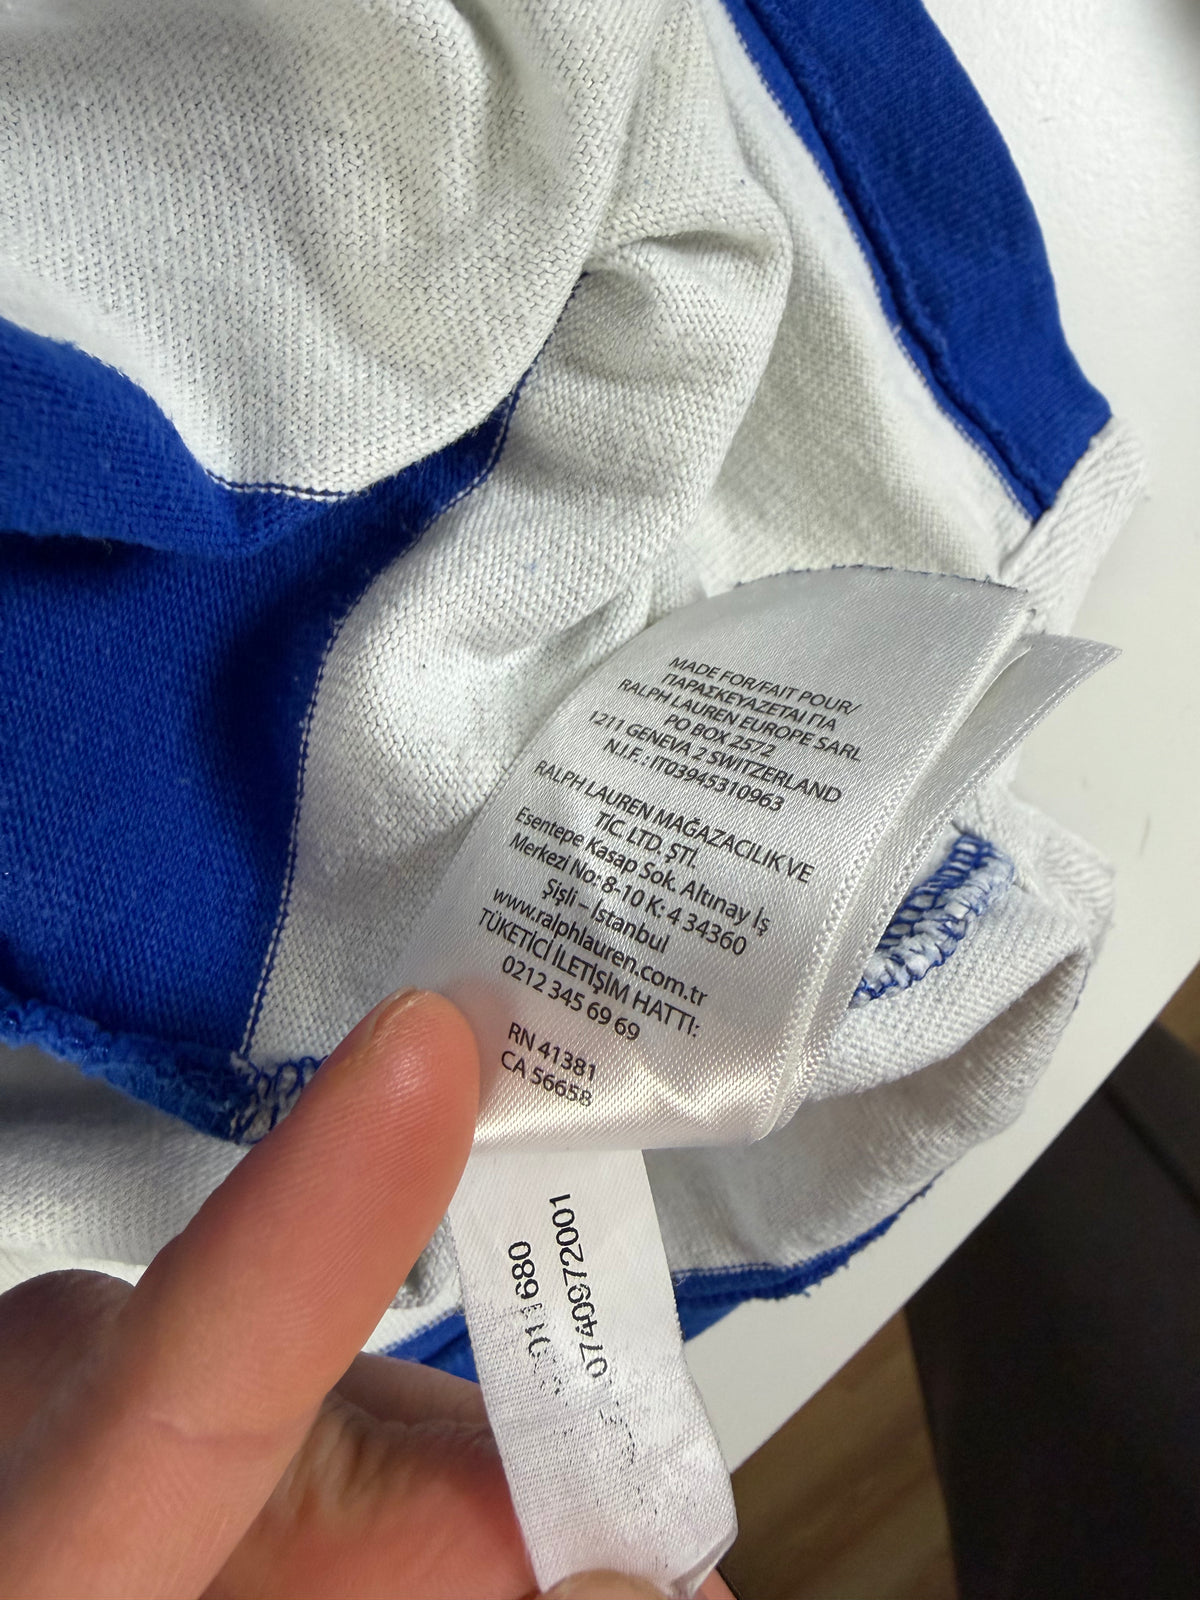 MADE FOR/FAIT POUR/
ΠΑΡΑΣΚΕΥΑΖΕΤΑΙ ΓΙΑ
RALPH LAUREN EUROPE SARL
PO BOX 2572
1211 GENEVA 2 SWITZERLAND
N.I.F. : IT03945310963
RALPH LAUREN MAĞAZACILIK VE
TİC. LTD. ŞTİ.
Esentepe Kasap Sok. Altınay İş
Merkezi No: 8-10 K: 4 34360
Şişli – İstanbul
www.ralphlauren.com.tr
TÜKETİCİ İLETİŞİM HATTI:
0212 345 69 69
RN 41381
CA 56658
0740972001